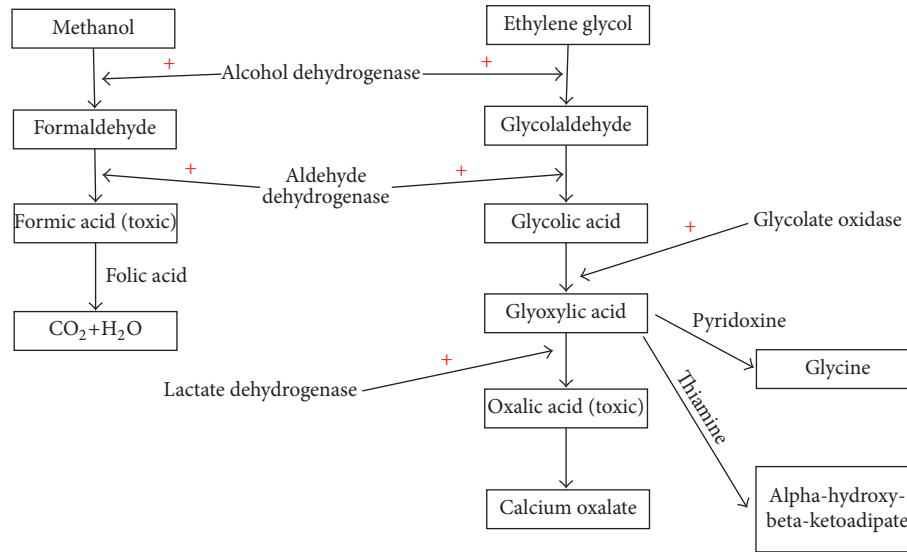 Methanol
Ethylene glycol
+
+
Alcohol dehydrogenase
Formaldehyde
Glycolaldehyde
+
+
Aldehyde
dehydrogenase
Formic acid (toxic)
Glycolic acid
Glycolate oxidase
+
Folic acid
Glyoxylic acid
CO₂+H₂O
Pyridoxine
Glycine
+
Lactate dehydrogenase
Thiamine
Oxalic acid (toxic)
Calcium oxalate
Alpha-hydroxy-
beta-ketoadipate